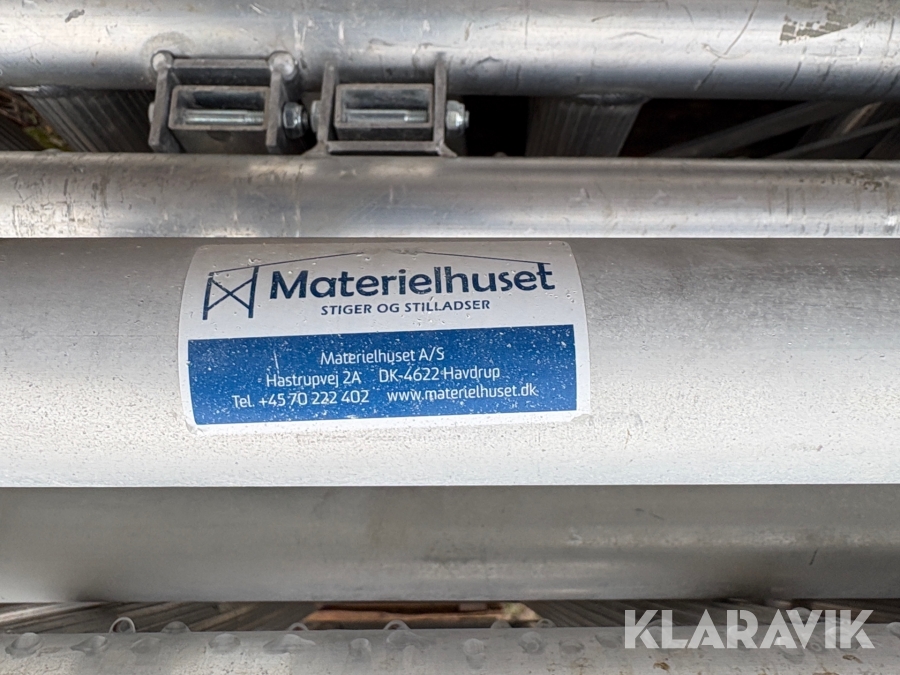 Materielhuset
STIGER OG STILLADSER
Materielhuset A/S
Hastrupvej 2A DK-4622 Havdrup
Tel. +45 70 222 402 www.materielhuset.dk
KLARAVIK